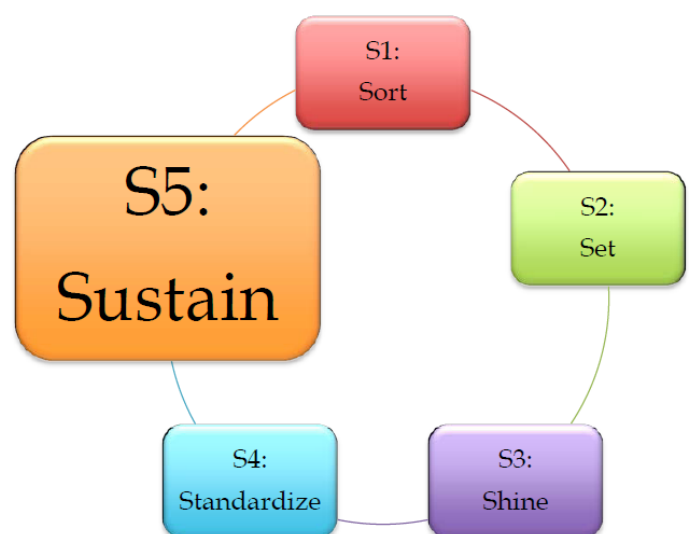 S1:
Sort
S2:
Set
S3:
Shine
S4:
Standardize
S5:
Sustain